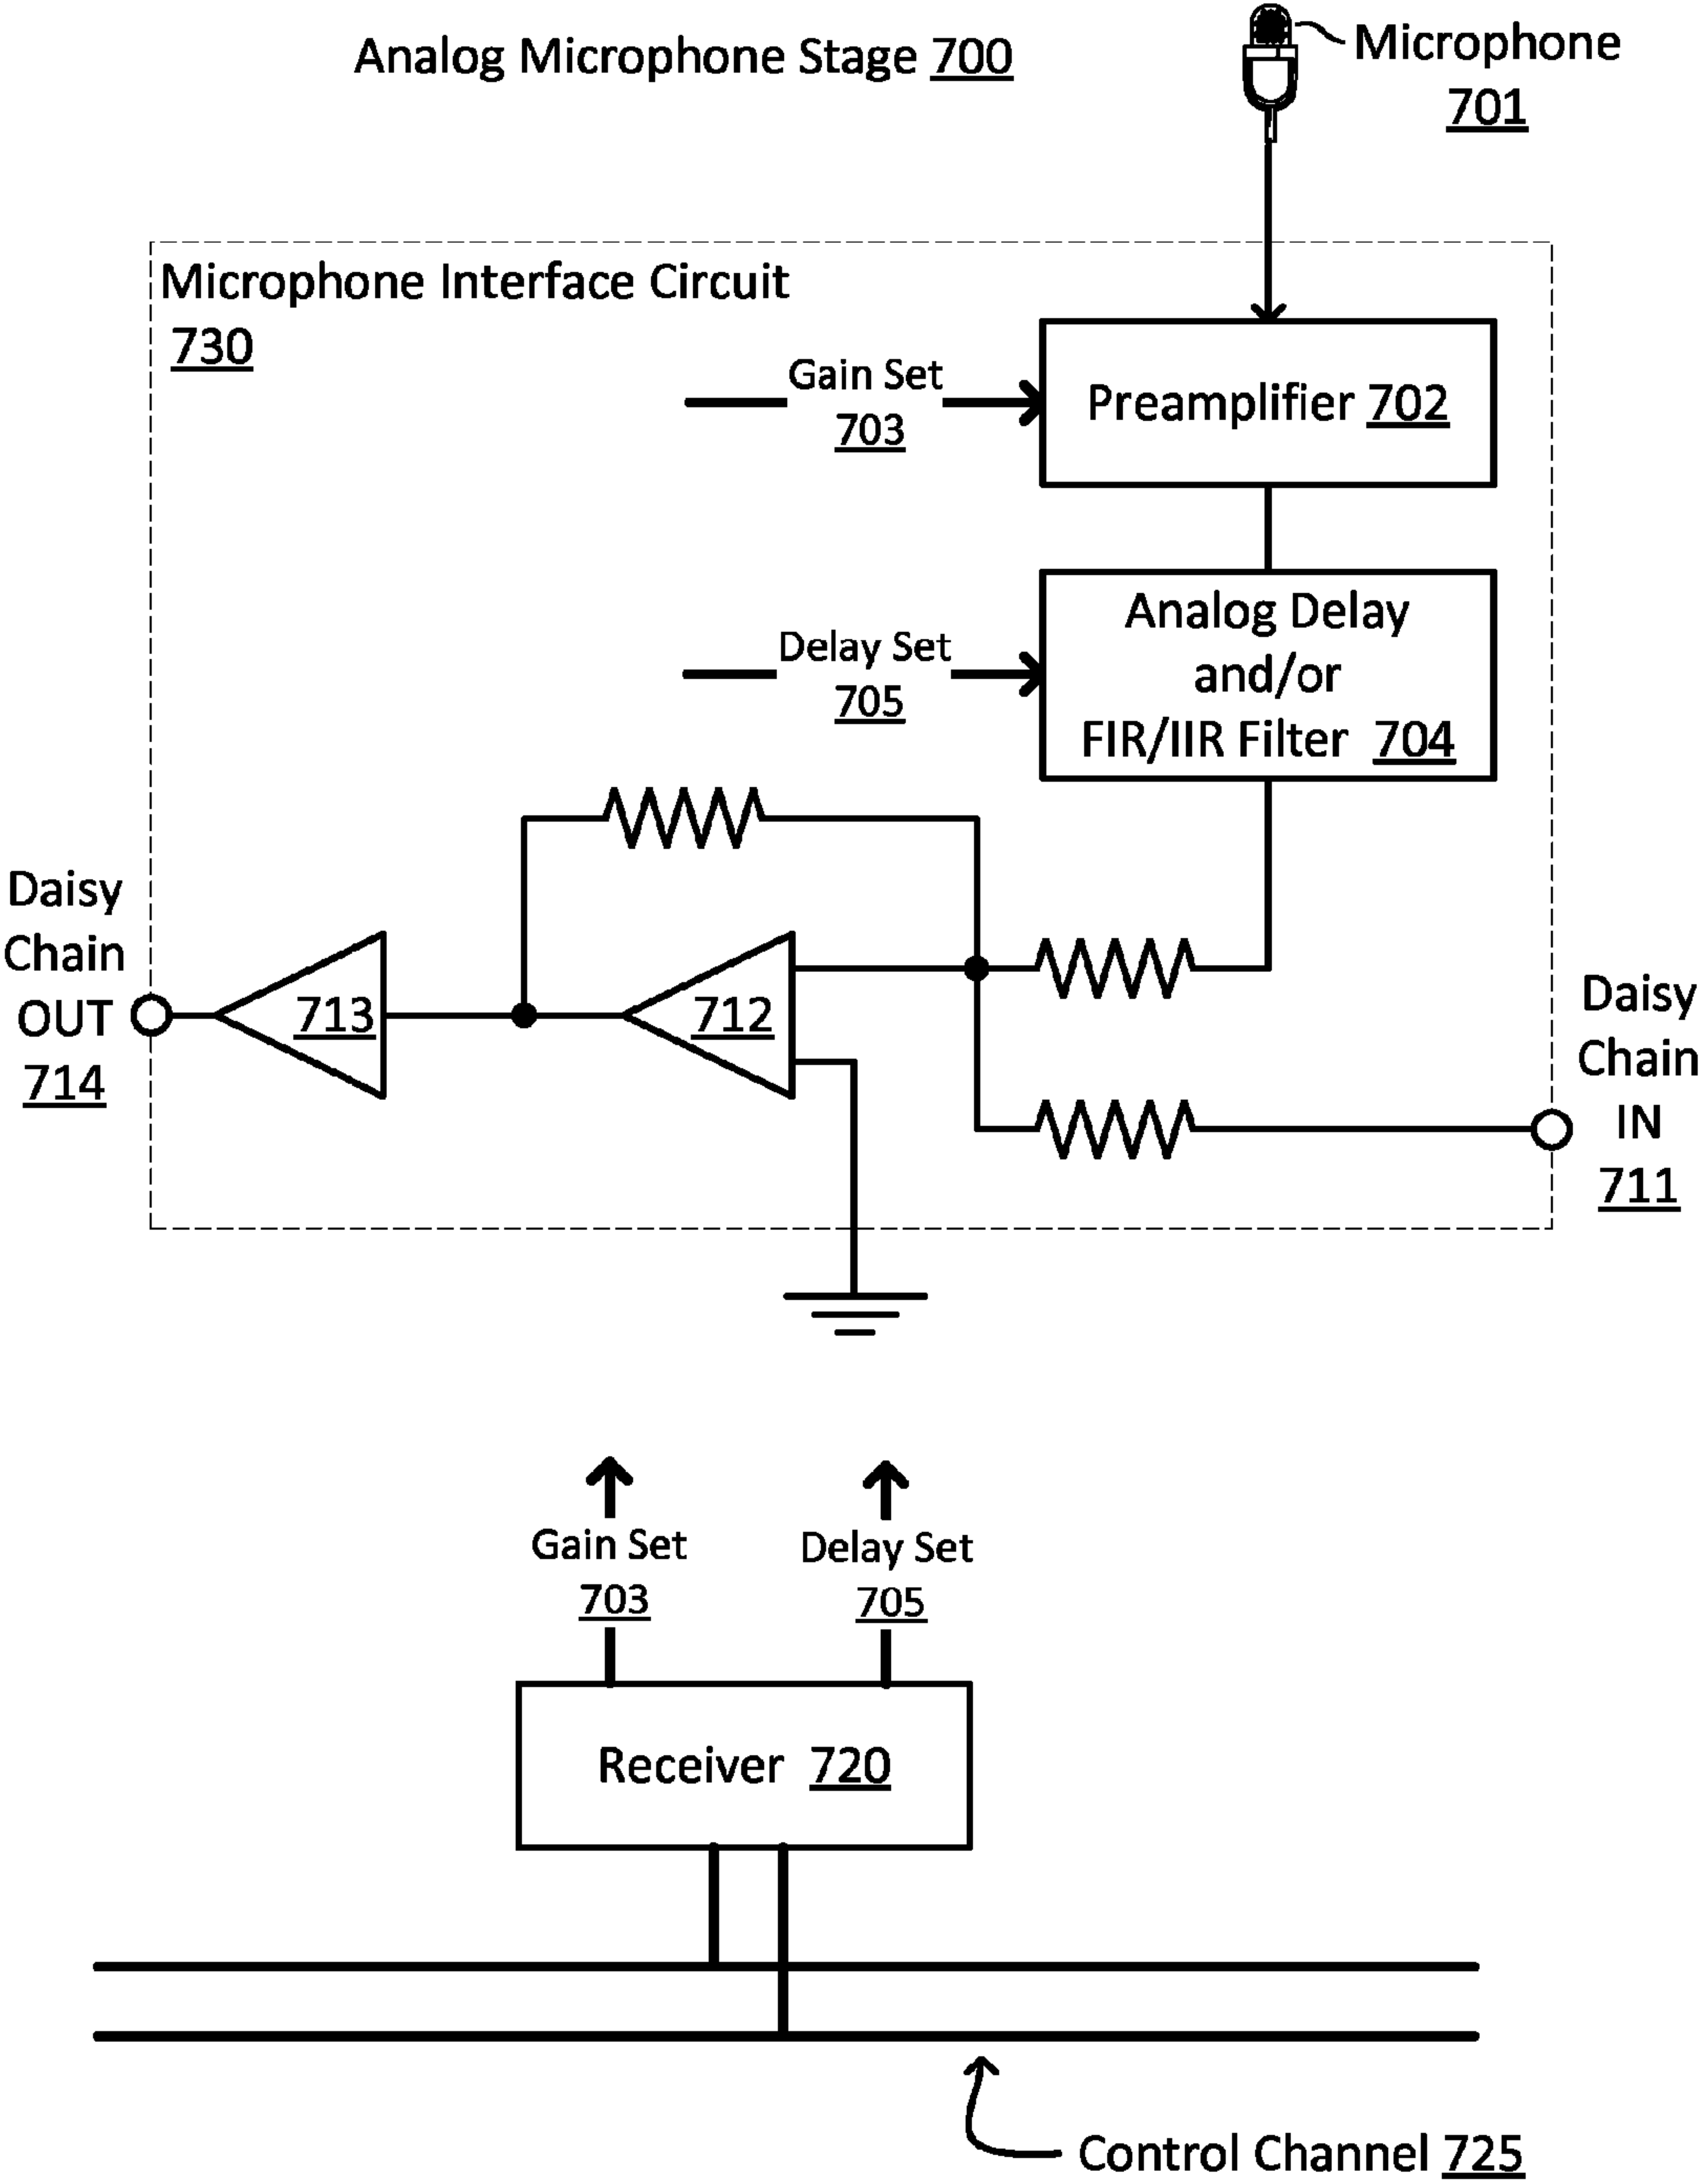 Analog Microphone Stage 700
Microphone
701
Microphone Interface Circuit
730
Gain Set
703
Preamplifier 702
Delay Set
705
Analog Delay
and/or
FIR/IIR Filter 704
Daisy
Chain
OUT
714
713
712
Daisy
Chain
IN
711
Gain Set
703
Delay Set
705
Receiver 720
Control Channel 725